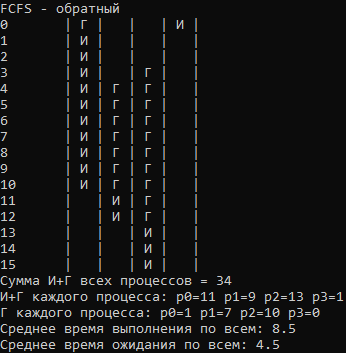 FCFS - обратный
0       | Г |   |   | И |
1       | И |   |   |   |
2       | И |   |   |   |
3       | И |   | Г |   |
4       | И | Г | Г |   |
5       | И | Г | Г |   |
6       | И | Г | Г |   |
7       | И | Г | Г |   |
8       | И | Г | Г |   |
9       | И | Г | Г |   |
10      | И | Г | Г |   |
11      |   | И | Г |   |
12      |   | И | Г |   |
13      |   |   | И |   |
14      |   |   | И |   |
15      |   |   | И |   |
Сумма И+Г всех процессов = 34
И+Г каждого процесса: p0=11 p1=9 p2=13 p3=1
Г каждого процесса: p0=1 p1=7 p2=10 p3=0
Среднее время выполнения по всем: 8.5
Среднее время ожидания по всем: 4.5